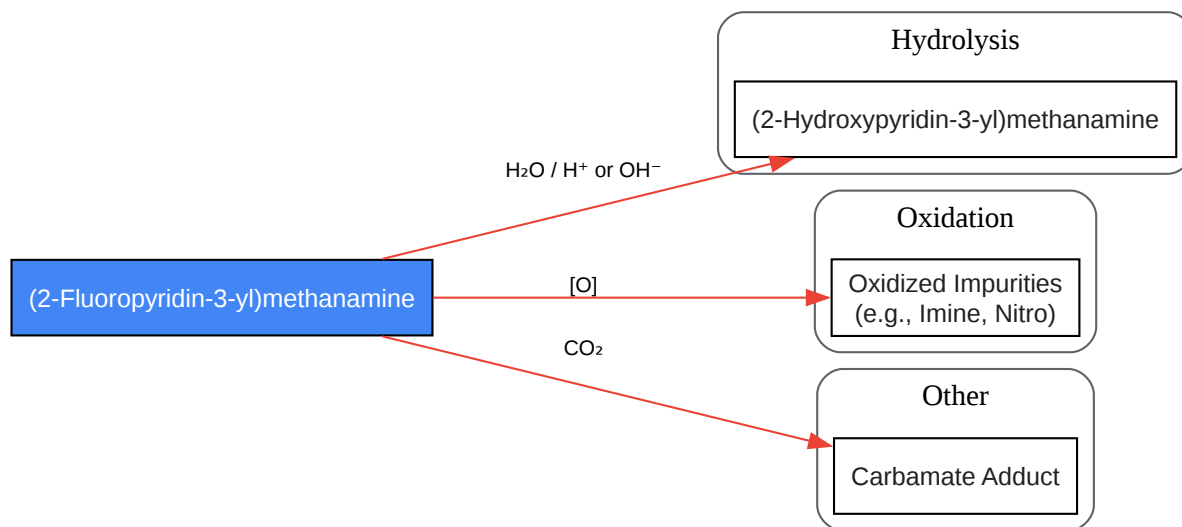 Hydrolysis
(2-Hydroxypyridin-3-yl)methanamine
H₂O / H⁺ or OH⁻
Oxidation
(2-Fluoropyridin-3-yl)methanamine
[O]
Oxidized Impurities
(e.g., Imine, Nitro)
CO₂
Other
Carbamate Adduct